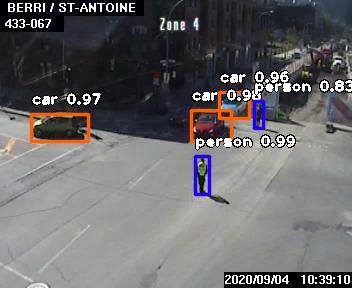 BERRI / ST-ANTOINE
433-067
Zone 4
car 0.96
person 0.83
car 0.97
car 0.9
person 0.99
2020/09/04 10:39:10